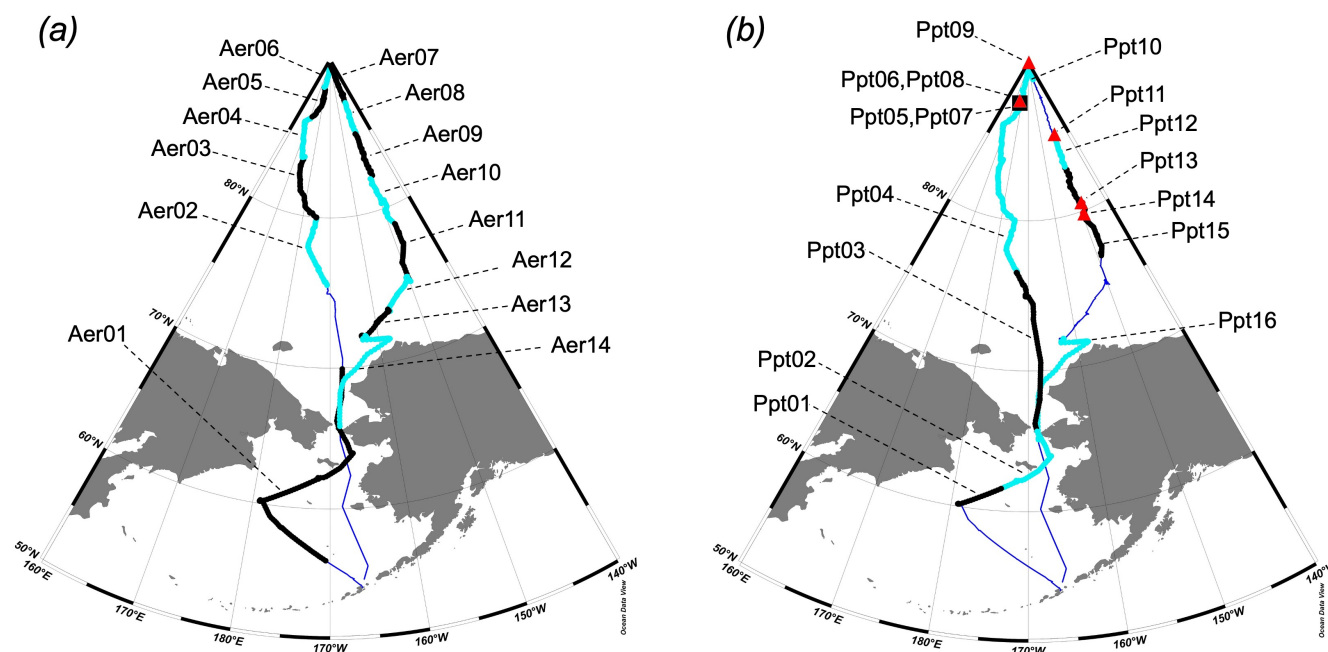 (a)
Aer06
Aer07
Aer05
Aer08
Aer04
Aer09
Aer03
Aer10
80°N
Aer02
Aer11
Aer12
Aer13
70°N
Aer01
Aer14
60°N
50°N
160°E
170°E
180°E
170°W
160°W
150°W
140°W
Ocean Data View
(b)
Ppt09
Ppt10
Ppt06,Ppt08
Ppt11
Ppt05,Ppt07
Ppt12
Ppt13
80°N
Ppt04
Ppt14
Ppt15
Ppt03
70°N
Ppt16
Ppt02
Ppt01
60°N
50°N
160°E
170°E
180°E
170°W
160°W
150°W
140°W
Ocean Data View